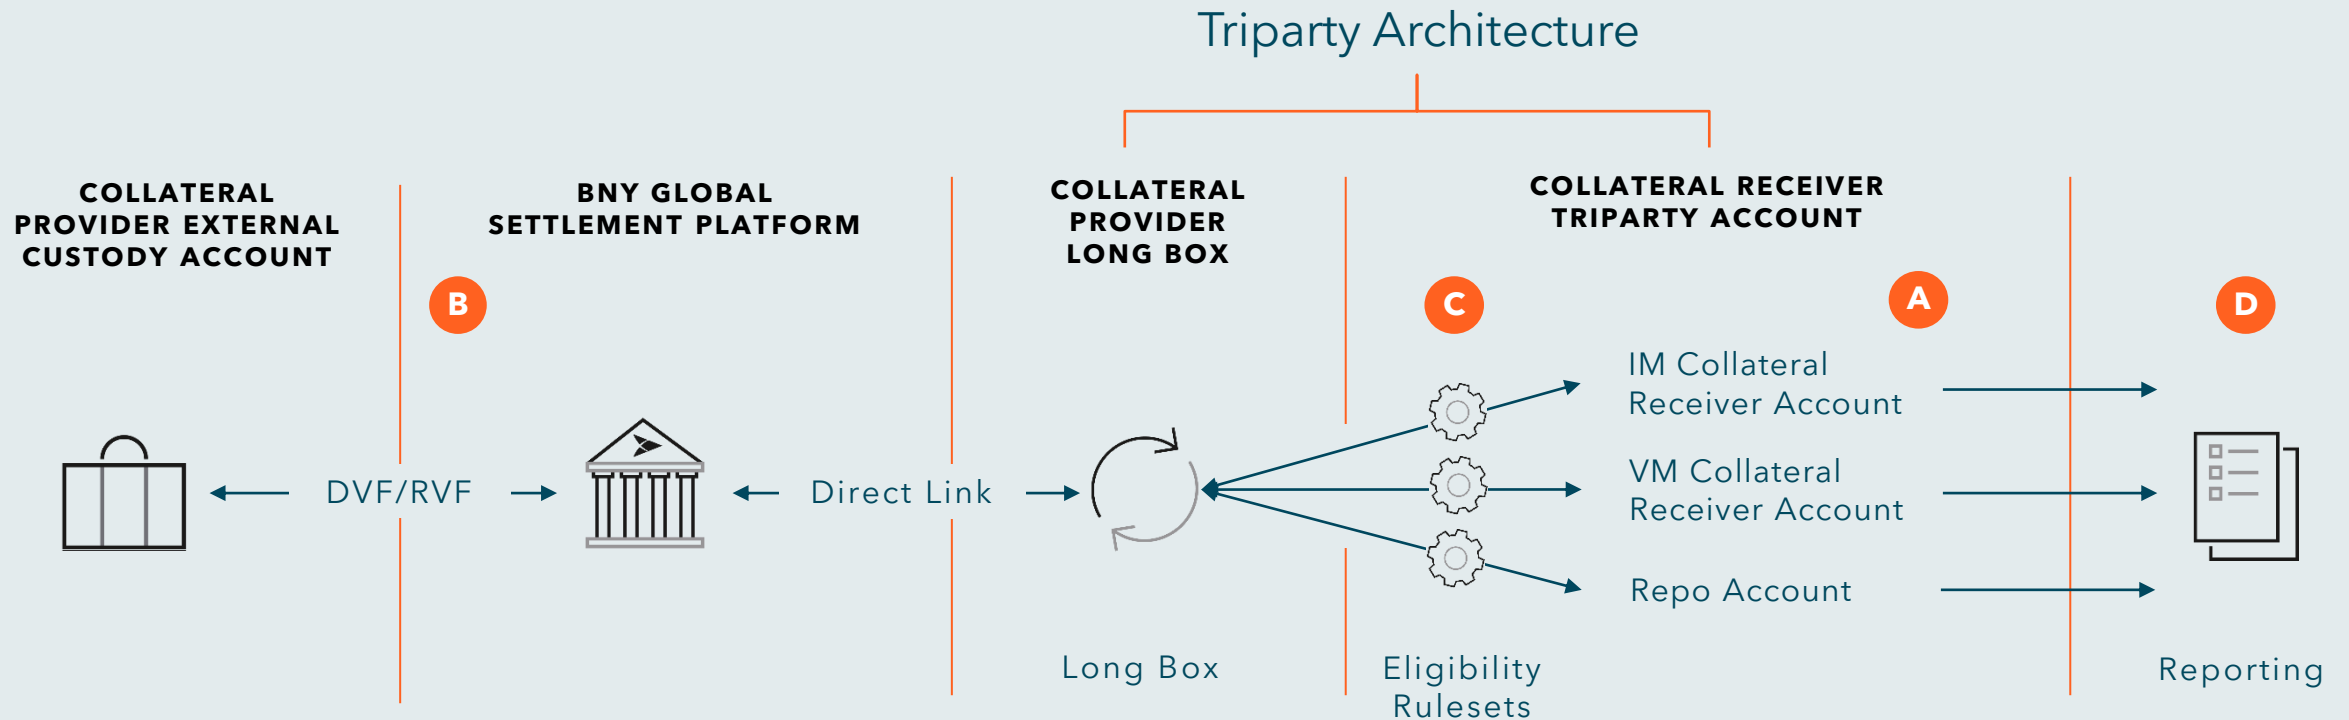 Triparty Architecture
COLLATERAL
PROVIDER EXTERNAL
CUSTODY ACCOUNT
BNY GLOBAL
SETTLEMENT PLATFORM
COLLATERAL
PROVIDER
LONG BOX
COLLATERAL RECEIVER
TRIPARTY ACCOUNT
B
C
A
D
DVF/RVF
Direct Link
IM Collateral
Receiver Account
VM Collateral
Receiver Account
Repo Account
Long Box
Eligibility
Rulesets
Reporting